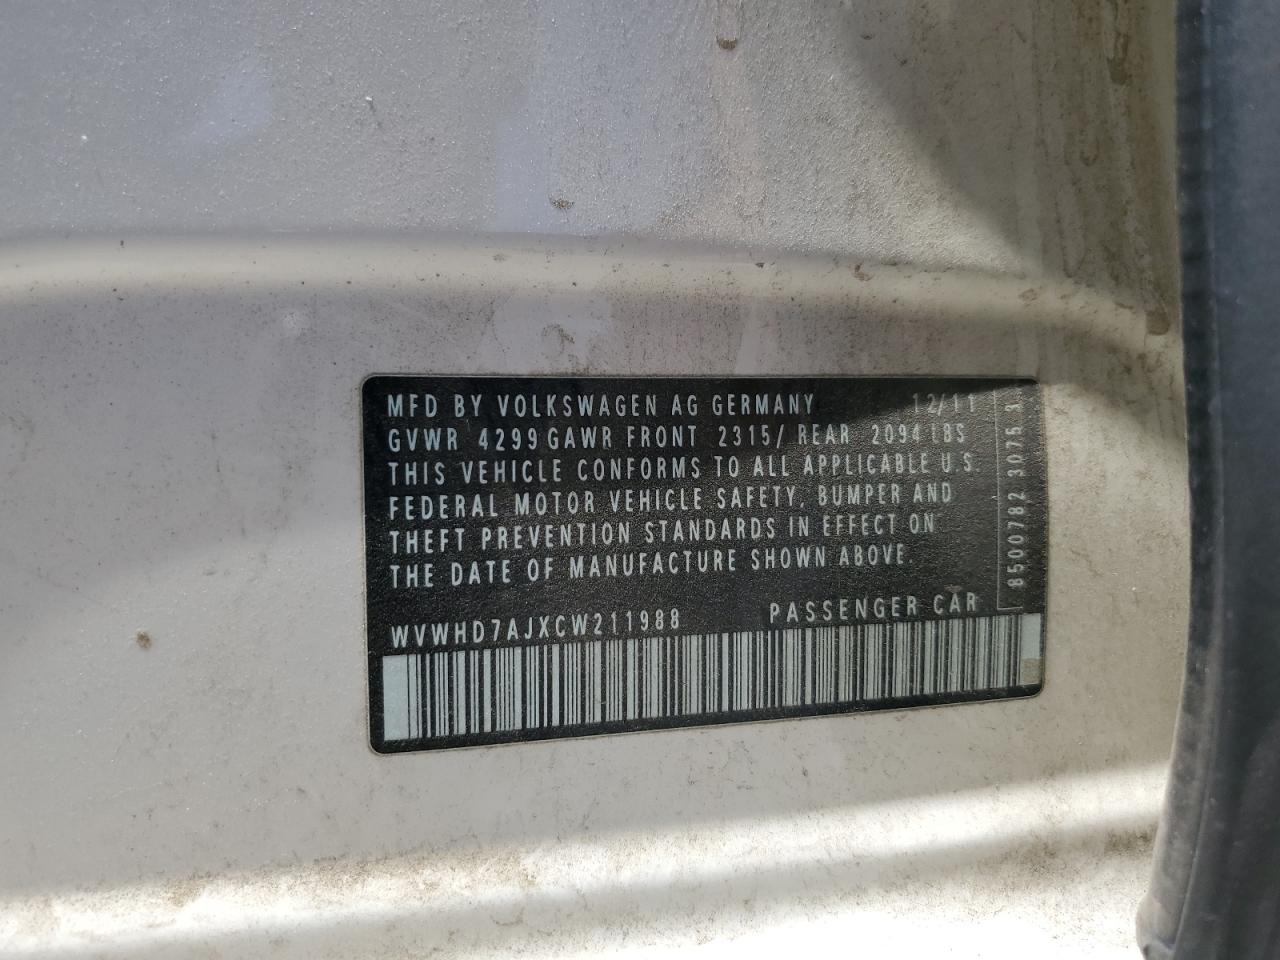 MFD BY VOLKSWAGEN AG GERMANY 12/11
GVWR 4299 GAWR FRONT 2315/ REAR 2094 LBS
THIS VEHICLE CONFORMS TO ALL APPLICABLE U.S.
FEDERAL MOTOR VEHICLE SAFETY, BUMPER AND
THEFT PREVENTION STANDARDS IN EFFECT ON
THE DATE OF MANUFACTURE SHOWN ABOVE.
WVWHD7AJXCW211988 PASSENGER CAR
8500782 3075